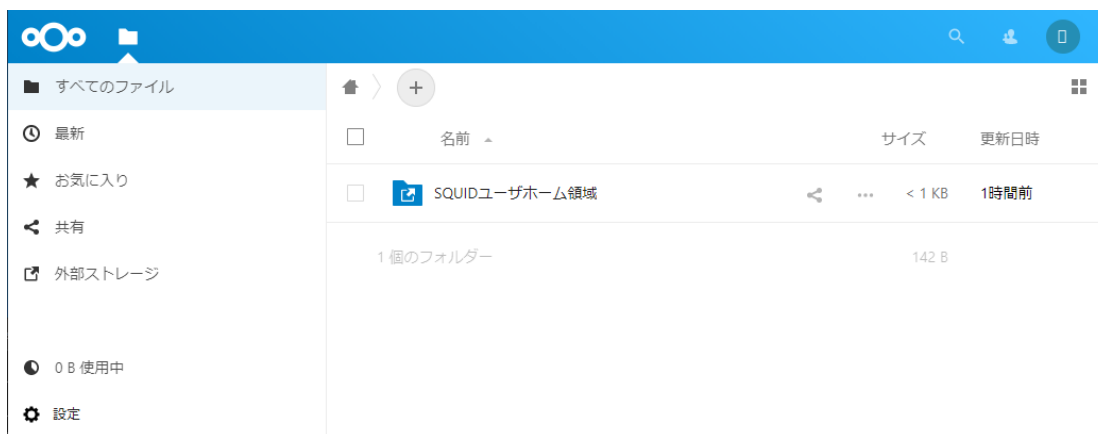 すべてのファイル
最新
お気に入り
共有
外部ストレージ
0 B 使用中
設定
名前 サイズ 更新日時
SQUIDユーザホーム領域 < 1 KB 1時間前
1 個のフォルダー 142 B